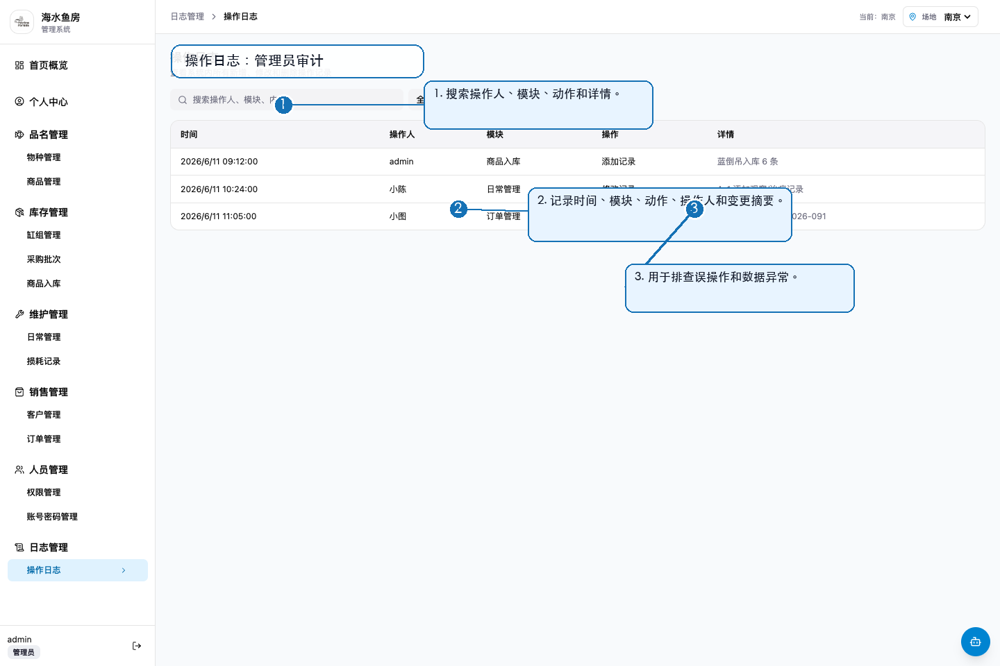 海水鱼房
管理系统
首页概览
个人中心
品名管理
物种管理
商品管理
库存管理
缸组管理
采购批次
商品入库
维护管理
日常管理
损耗记录
销售管理
客户管理
订单管理
人员管理
权限管理
账号密码管理
日志管理
操作日志
admin
管理员
日志管理 > 操作日志
当前：南京 场地 南京
操作日志：管理员审计
搜索操作人、模块、
1
全
1. 搜索操作人、模块、动作和详情。
时间 操作人 模块 操作 详情
2026/6/11 09:12:00 admin 商品入库 添加记录 蓝倒吊入库 6 条
2026/6/11 10:24:00 小陈 日常管理
2026/6/11 11:05:00 小图 订单管理 026-091
2
2. 记录时间、模块、动作、操作人和变更摘要。
3
3. 用于排查误操作和数据异常。